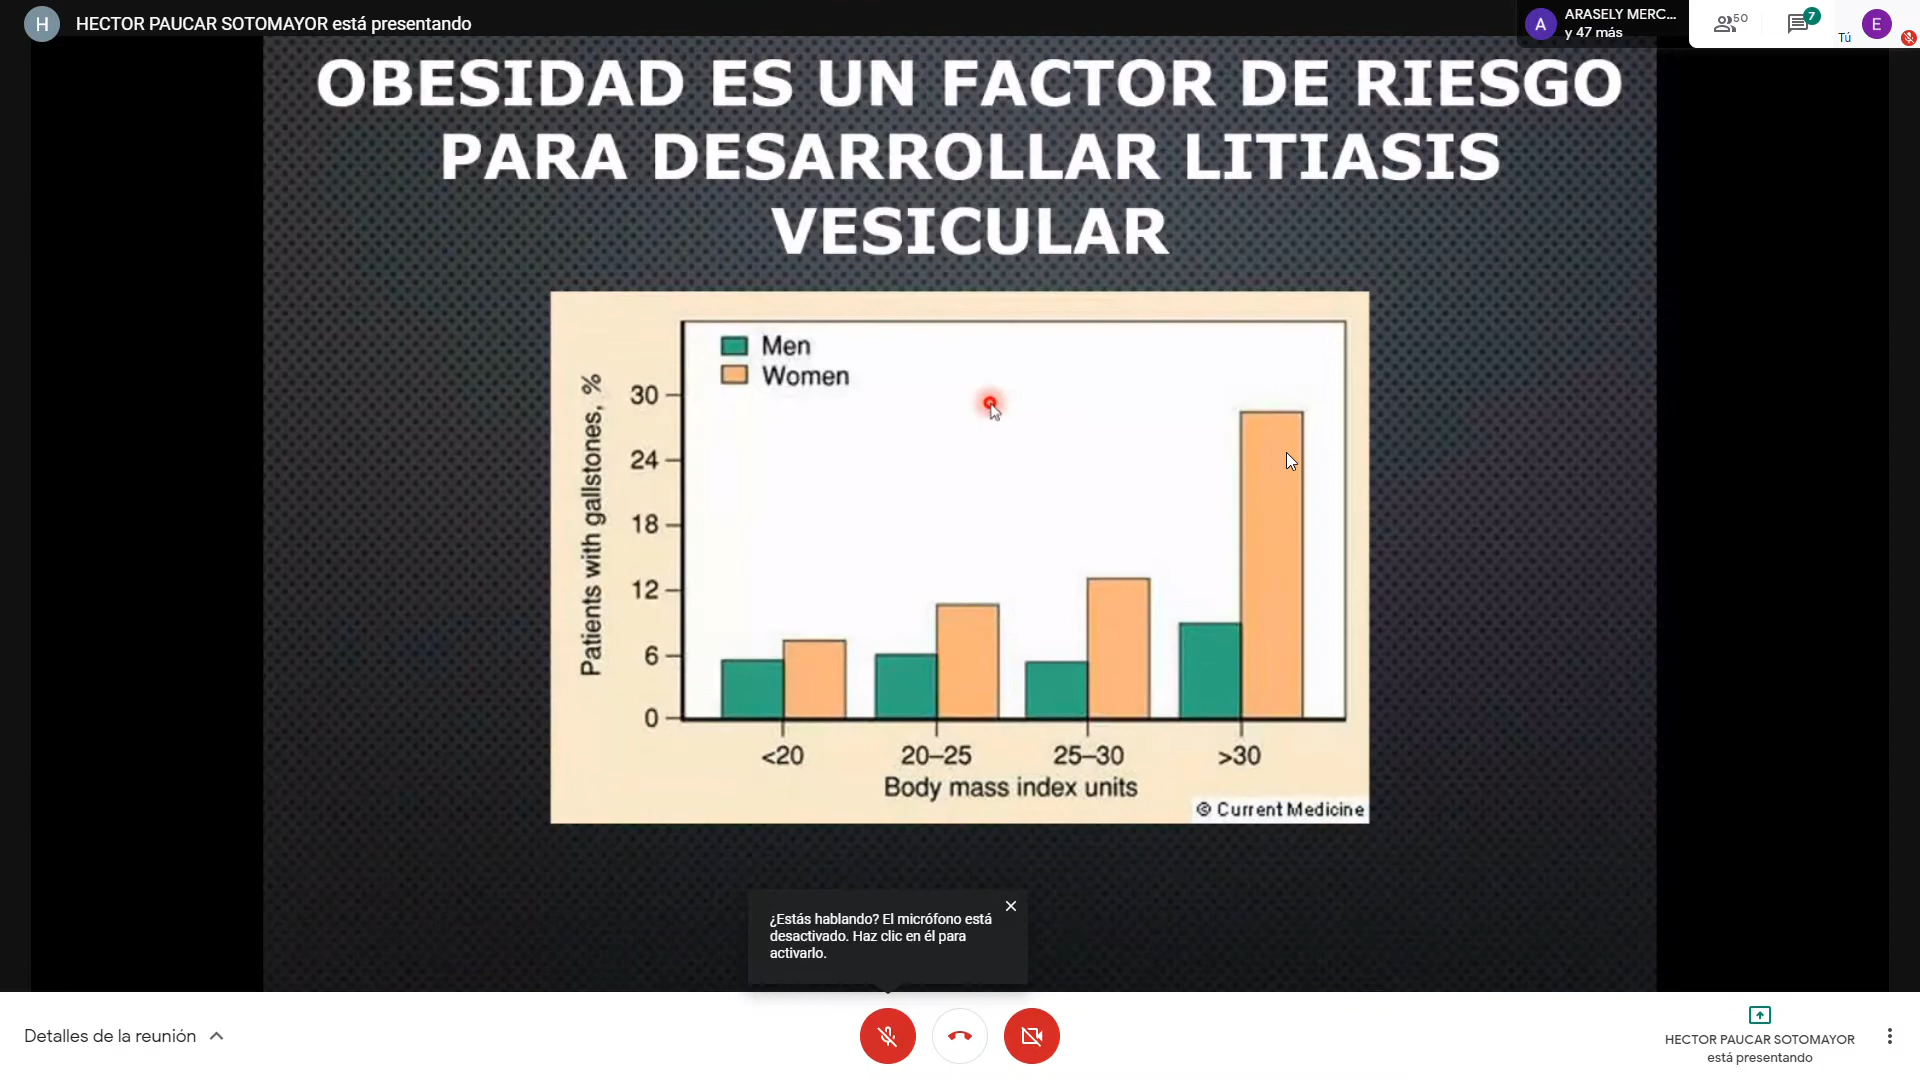 H
HECTOR PAUCAR SOTOMAYOR está presentando
A
ARASELY MERC...
y 47 más
50
7
Tú
E
OBESIDAD ES UN FACTOR DE RIESGO
PARA DESARROLLAR LITIASIS
VESICULAR
Men
Women
Patients with gallstones, %
30
24
18
12
6
0
<20
20–25
25–30
>30
Body mass index units
© Current Medicine
¿Estás hablando? El micrófono está
desactivado. Haz clic en él para
activarlo.
Detalles de la reunión
HECTOR PAUCAR SOTOMAYOR
está presentando